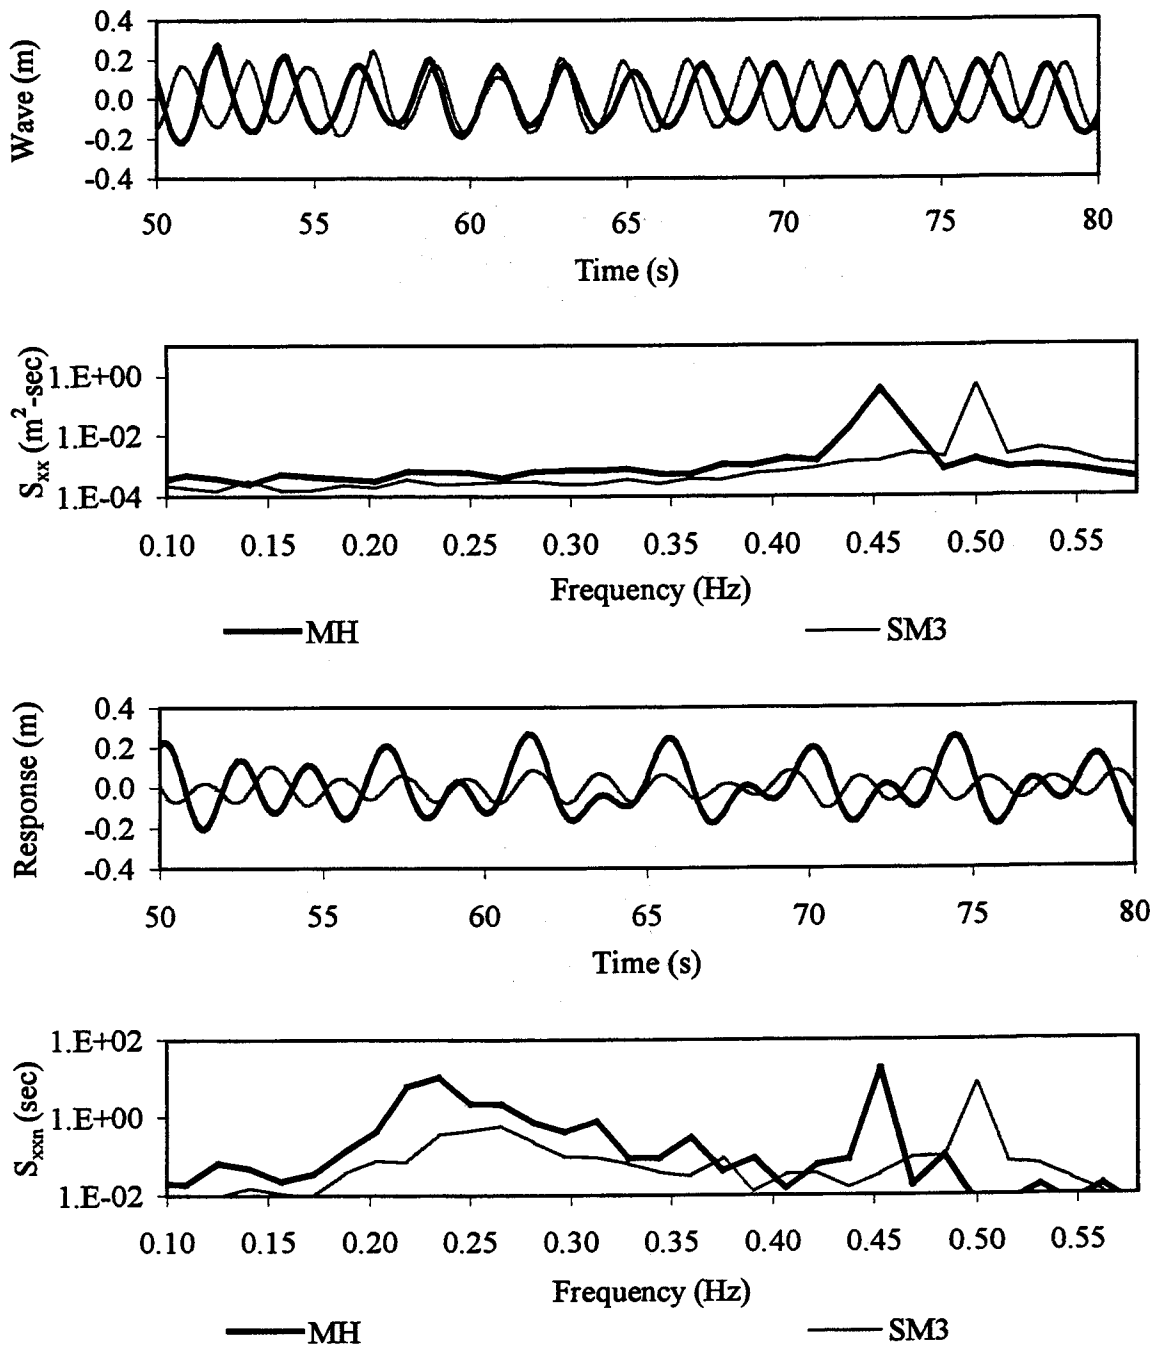 Wave (m)
0.4
0.2
0.0
-0.2
-0.4
50 55 60 65 70 75 80
Time (s)
Sxx (m2-sec)
1.E+00
1.E-02
1.E-04
0.10 0.15 0.20 0.25 0.30 0.35 0.40 0.45 0.50 0.55
Frequency (Hz)
MH SM3
Response (m)
0.4
0.2
0.0
-0.2
-0.4
50 55 60 65 70 75 80
Time (s)
Sxxn (sec)
1.E+02
1.E+00
1.E-02
0.10 0.15 0.20 0.25 0.30 0.35 0.40 0.45 0.50 0.55
Frequency (Hz)
MH SM3